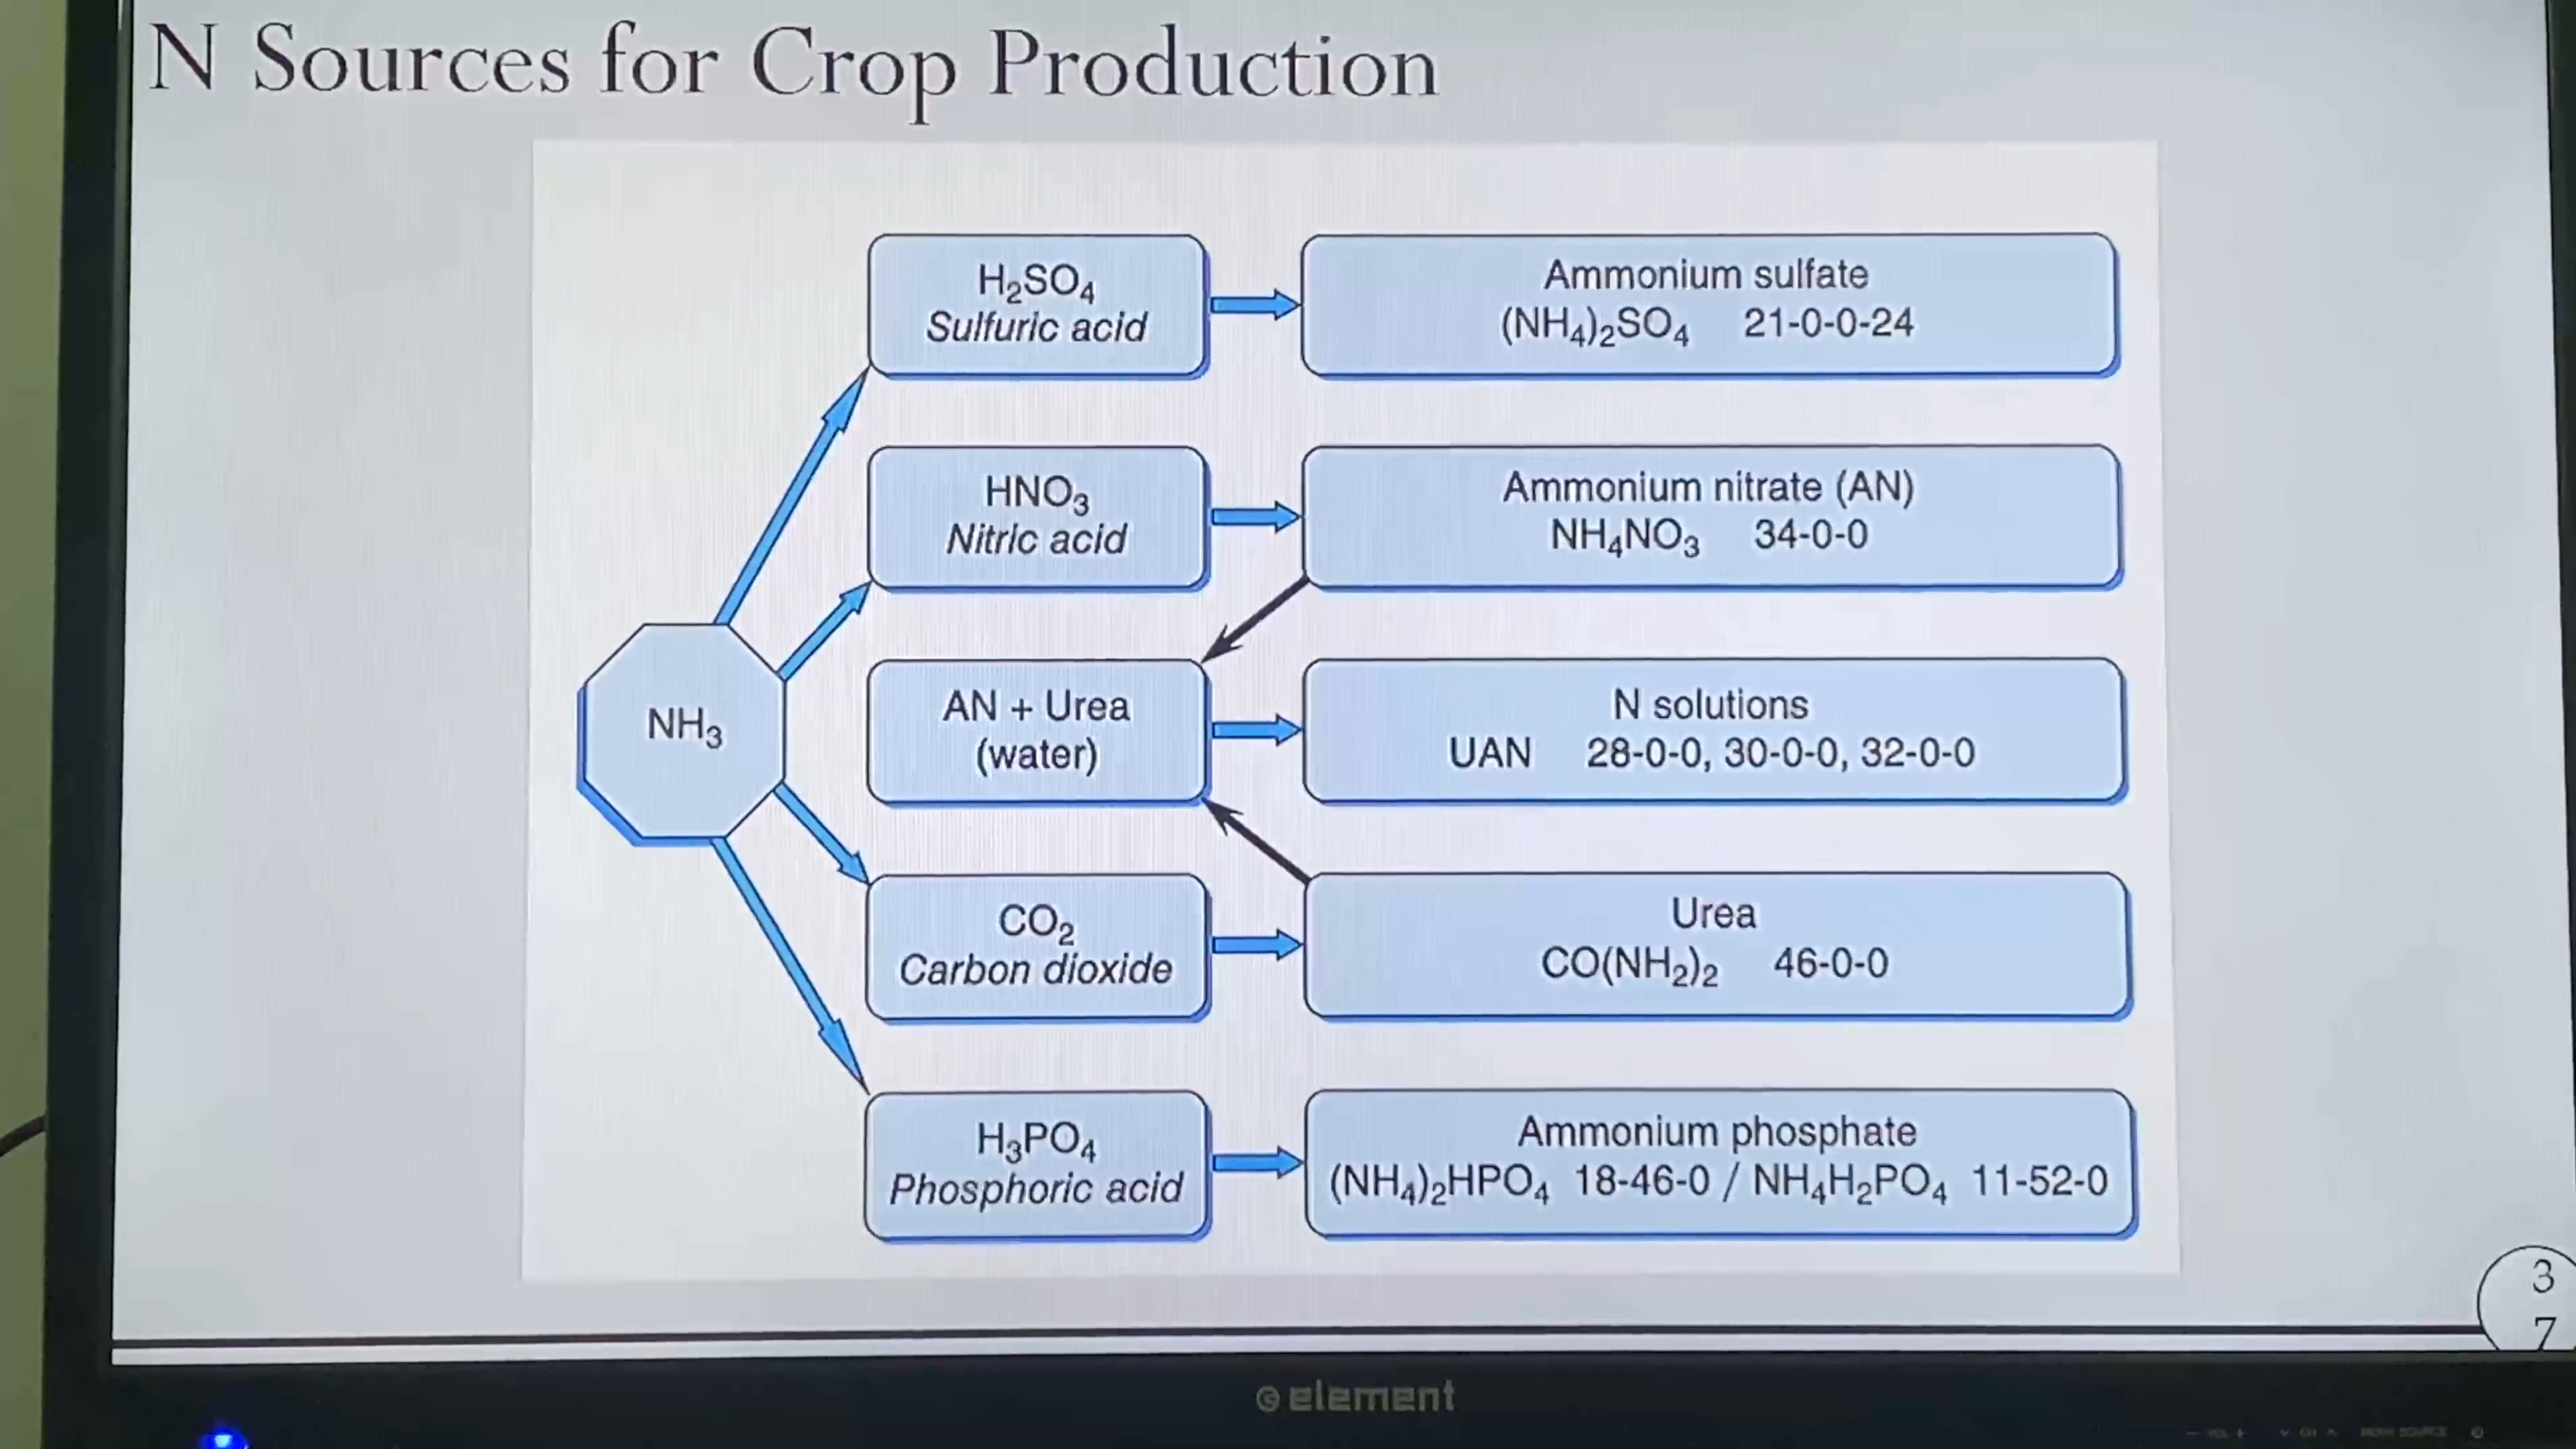 N Sources for Crop Production
H₂SO₄
Sulfuric acid
Ammonium sulfate
(NH₄)₂SO₄ 21-0-0-24
HNO₃
Nitric acid
Ammonium nitrate (AN)
NH₄NO₃ 34-0-0
NH₃
AN + Urea
(water)
N solutions
UAN 28-0-0, 30-0-0, 32-0-0
CO₂
Carbon dioxide
Urea
CO(NH₂)₂ 46-0-0
H₃PO₄
Phosphoric acid
Ammonium phosphate
(NH₄)₂HPO₄ 18-46-0 / NH₄H₂PO₄ 11-52-0
3
7
element